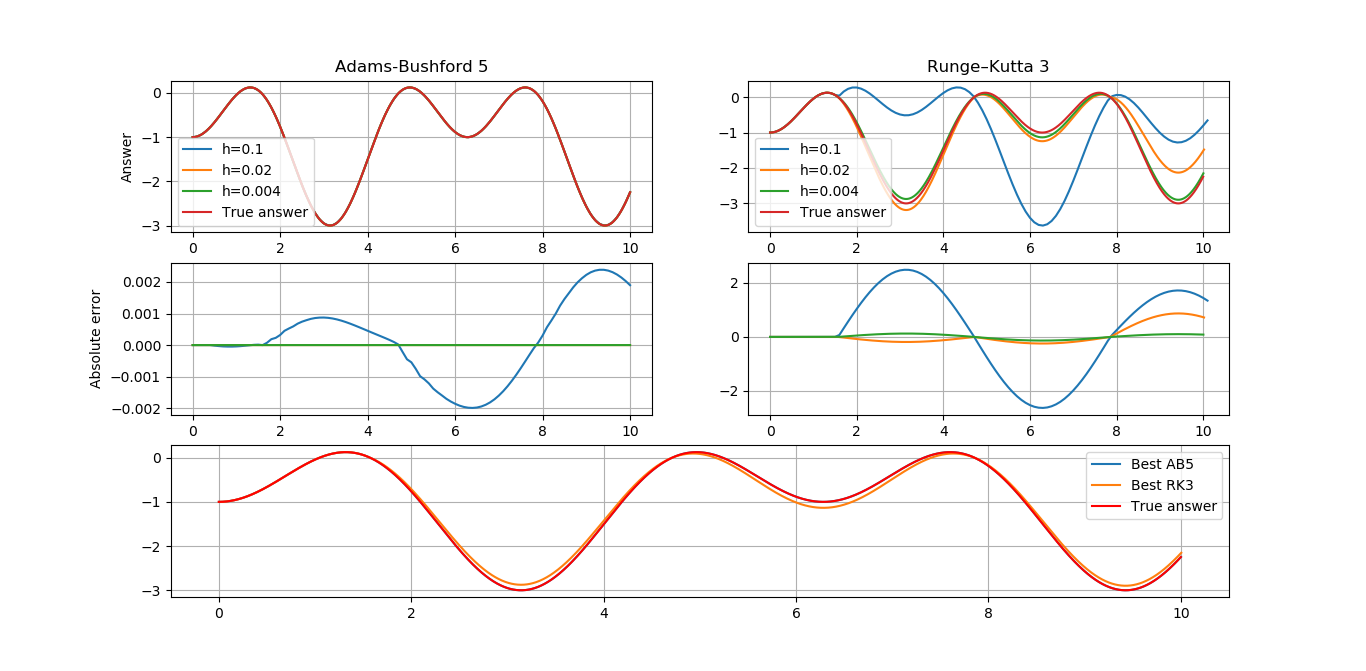 Adams-Bushford 5
Answer
0
−1
−2
−3
h=0.1
h=0.02
h=0.004
True answer
0 2 4 6 8 10
Runge–Kutta 3
0
−1
−2
−3
h=0.1
h=0.02
h=0.004
True answer
0 2 4 6 8 10
Absolute error
0.002
0.001
0.000
−0.001
−0.002
0 2 4 6 8 10
2
0
−2
0 2 4 6 8 10
0
−1
−2
−3
Best AB5
Best RK3
True answer
0 2 4 6 8 10